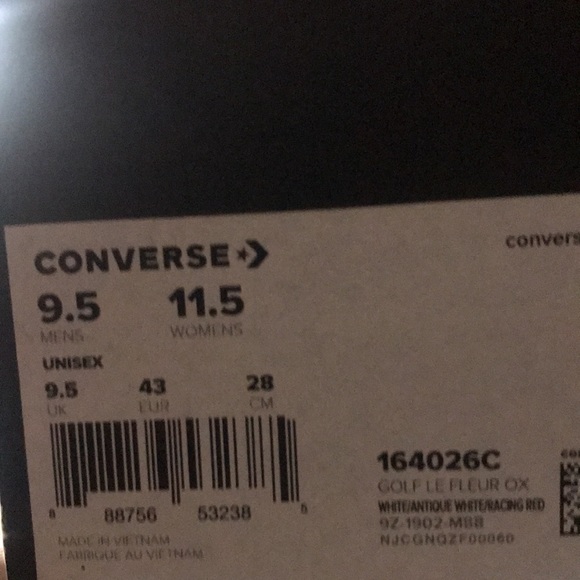 CONVERSE
convers
9.5 11.5
MENS WOMENS
UNISEX
9.5 43 28
UK EUR CM
8 88756 53238 5
164026C
GOLF LE FLEUR OX
WHITE/ANTIQUE WHITE/RACING RED
9Z-1902-MBB
MADE IN VIETNAM
FABRIQUE AU VIETNAM